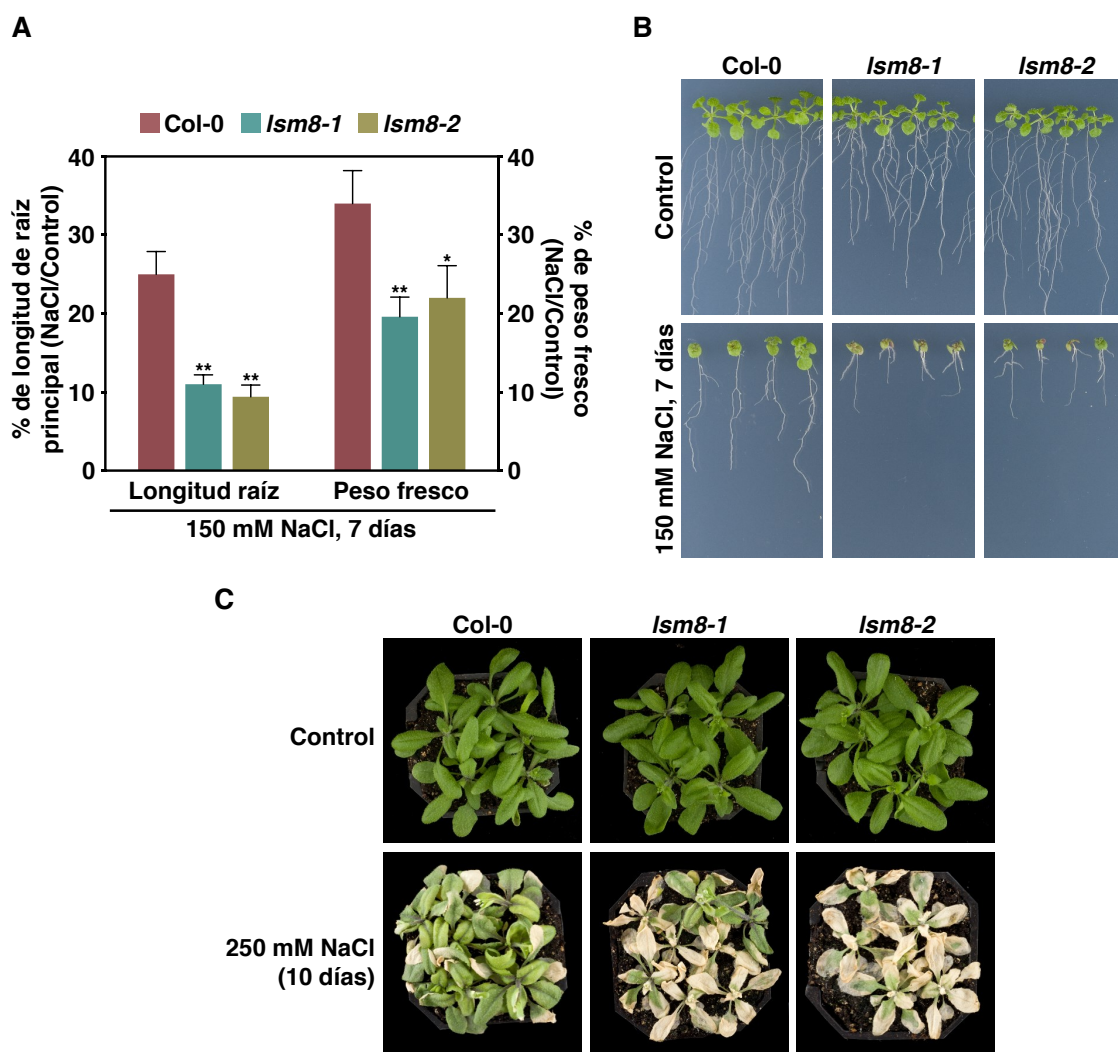 A
Col-0 lsm8-1 lsm8-2
% de longitud de raíz
principal (NaCl/Control)
40
30
20
10
0
** **
** *
40
30
20
10
0
% de peso fresco
(NaCl/Control)
Longitud raíz Peso fresco
150 mM NaCl, 7 días
B
Col-0 lsm8-1 lsm8-2
Control
150 mM NaCl, 7 días
C
Col-0 lsm8-1 lsm8-2
Control
250 mM NaCl
(10 días)